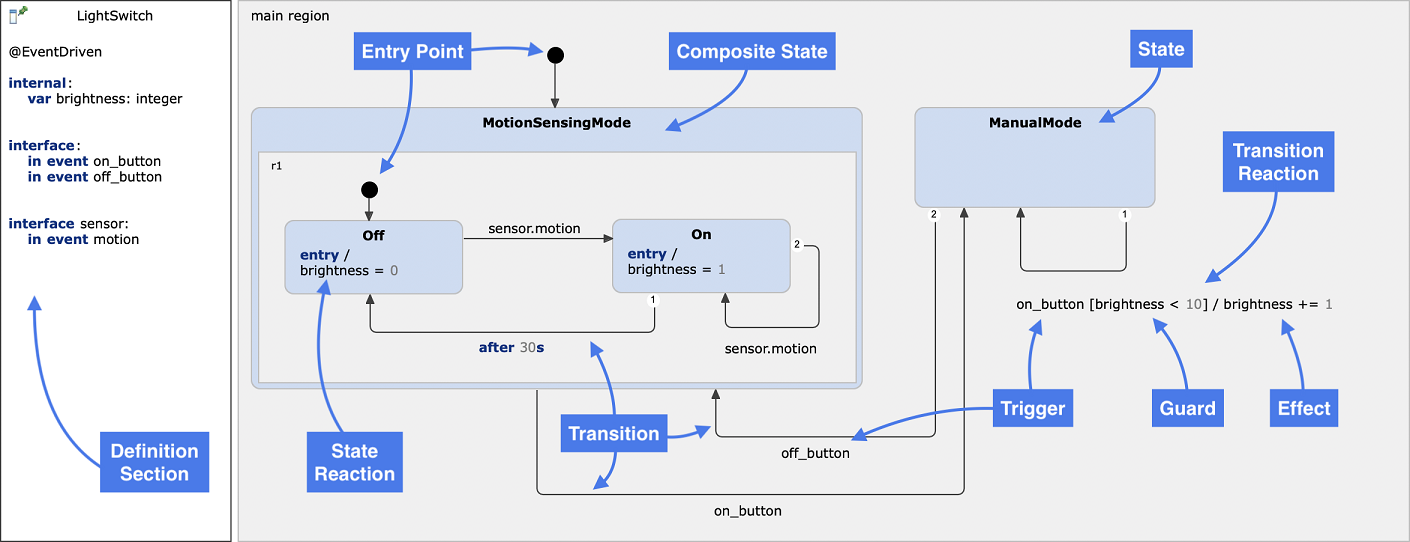 LightSwitch
@EventDriven
internal:
var brightness: integer
interface:
in event on_button
in event off_button
interface sensor:
in event motion
Definition
Section
main region
Entry Point
Composite State
State
MotionSensingMode
ManualMode
Transition
Reaction
r1
2
1
Off
entry /
brightness = 0
sensor.motion
On
entry /
brightness = 1
2
1
after 30s
sensor.motion
on_button [brightness < 10] / brightness += 1
State
Reaction
Transition
Trigger
Guard
Effect
off_button
on_button